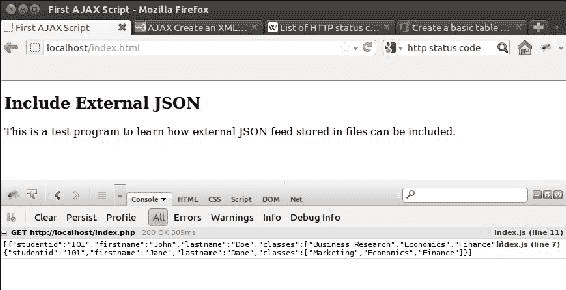 First AJAX Script - Mozilla Firefox
First AJAX Script AJAX Create an XML... List of HTTP status c... Create a basic table ...
localhost/index.html http status code
Include External JSON
This is a test program to learn how external JSON feed stored in files can be included.
Console HTML CSS Script DOM Net
Clear Persist Profile All Errors Warnings Info Debug Info
GET http://localhost/index.php 200 OK index.js (line 11)
[{"studentid":"101","firstname":"John","lastname":"Doe","classes":["Business Research","Economics","Finance" index.js (line 7)
"firstname":"Jane","lastname":"Dane","classes":["Marketing","Economics","Finance"]}]